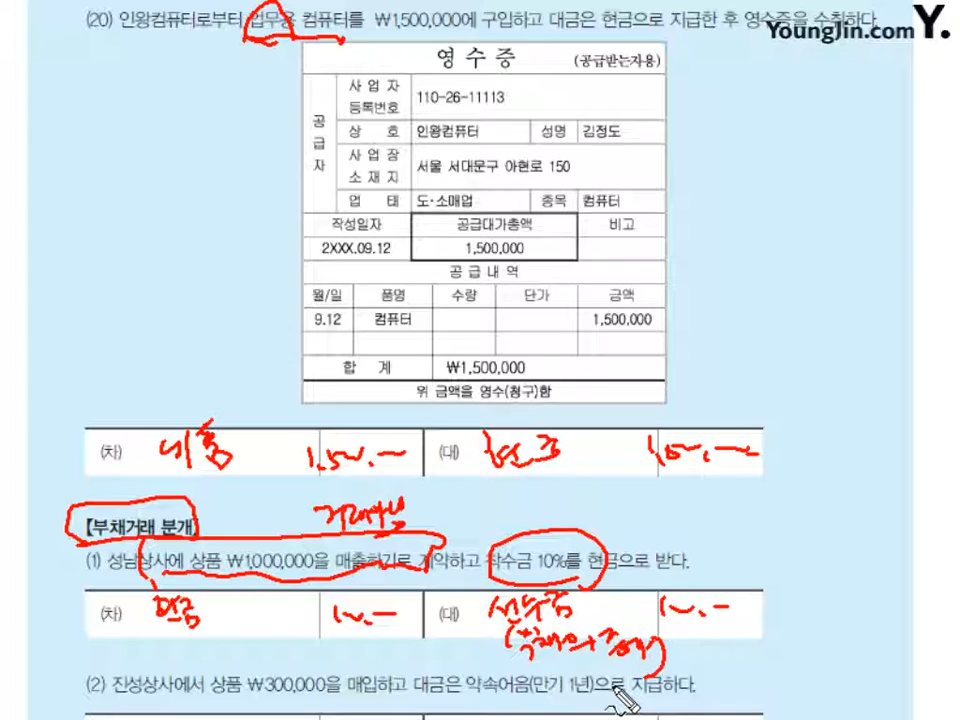 (20) 인왕컴퓨터로부터 업무용 컴퓨터를 ₩1,500,000에 구입하고 대금은 현금으로 지급한 후 영수증을 수취하다.
YoungJin.com Y.
영 수 증 (공급받는자용)
공급자
사 업 자 등록번호 110-26-11113
상 호 인왕컴퓨터 성명 김정도
사 업 장 소 재 지 서울 서대문구 아현로 150
업 태 도·소매업 종목 컴퓨터
작성일자 공급대가총액 비고
2XXX.09.12 1,500,000
공 급 내 역
월/일 품명 수량 단가 금액
9.12 컴퓨터 1,500,000
합 계 ₩1,500,000
위 금액을 영수(청구)함
(차) 비품 (대) 현금
【부채거래 분개】
(1) 성남상사에 상품 ₩1,000,000을 매출하기로 계약하고 착수금 10%를 현금으로 받다.
(차) 현금 (대) 선수금
(부채의 증가)
(2) 진성상사에서 상품 ₩300,000을 매입하고 대금은 약속어음(만기 1년)으로 지급하다.